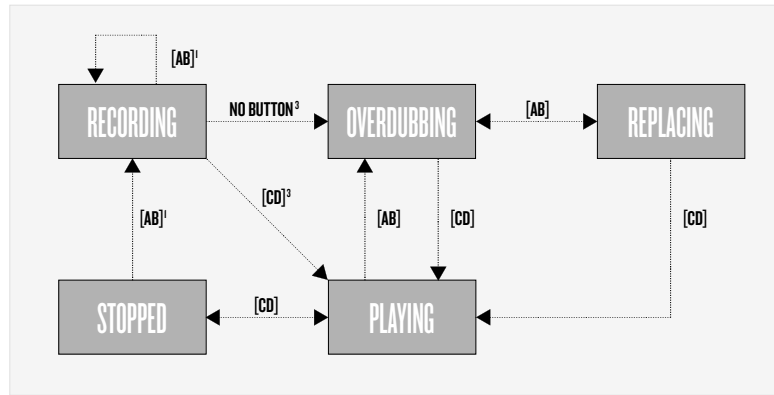 [AB]¹
RECORDING
NO BUTTON³
OVERDUBBING
[AB]
REPLACING
[AB]¹
[CD]³
[AB]
[CD]
[CD]
STOPPED
[CD]
PLAYING